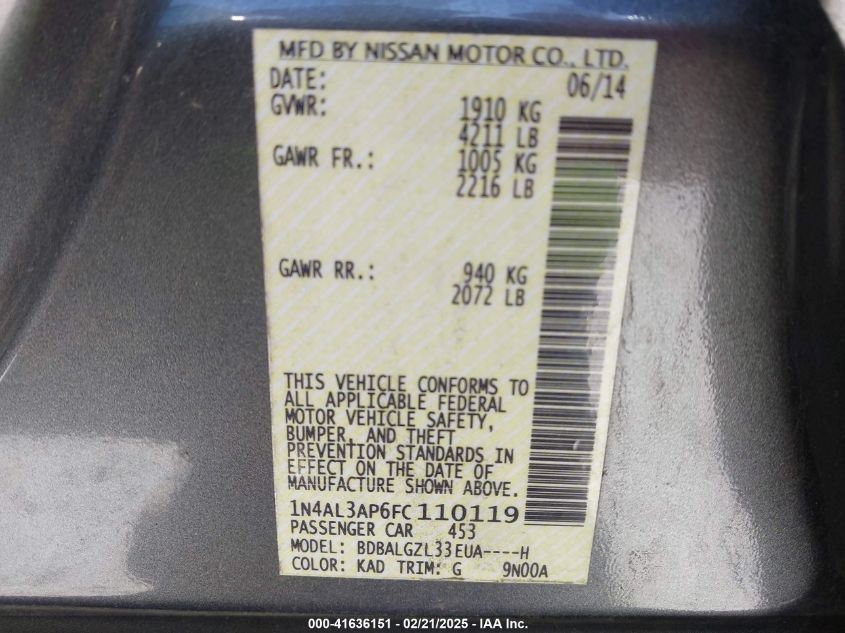 MFD BY NISSAN MOTOR CO., LTD.
DATE: 06/14
GVWR: 1910 KG
4211 LB
GAWR FR.: 1005 KG
2216 LB
GAWR RR.: 940 KG
2072 LB
THIS VEHICLE CONFORMS TO
ALL APPLICABLE FEDERAL
MOTOR VEHICLE SAFETY,
BUMPER, AND THEFT
PREVENTION STANDARDS IN
EFFECT ON THE DATE OF
MANUFACTURE SHOWN ABOVE.
1N4AL3AP6FC110119
PASSENGER CAR 453
MODEL: BDBALGZL33EUA----H
COLOR: KAD TRIM: G 9N00A
000-41636151 - 02/21/2025 - IAA Inc.